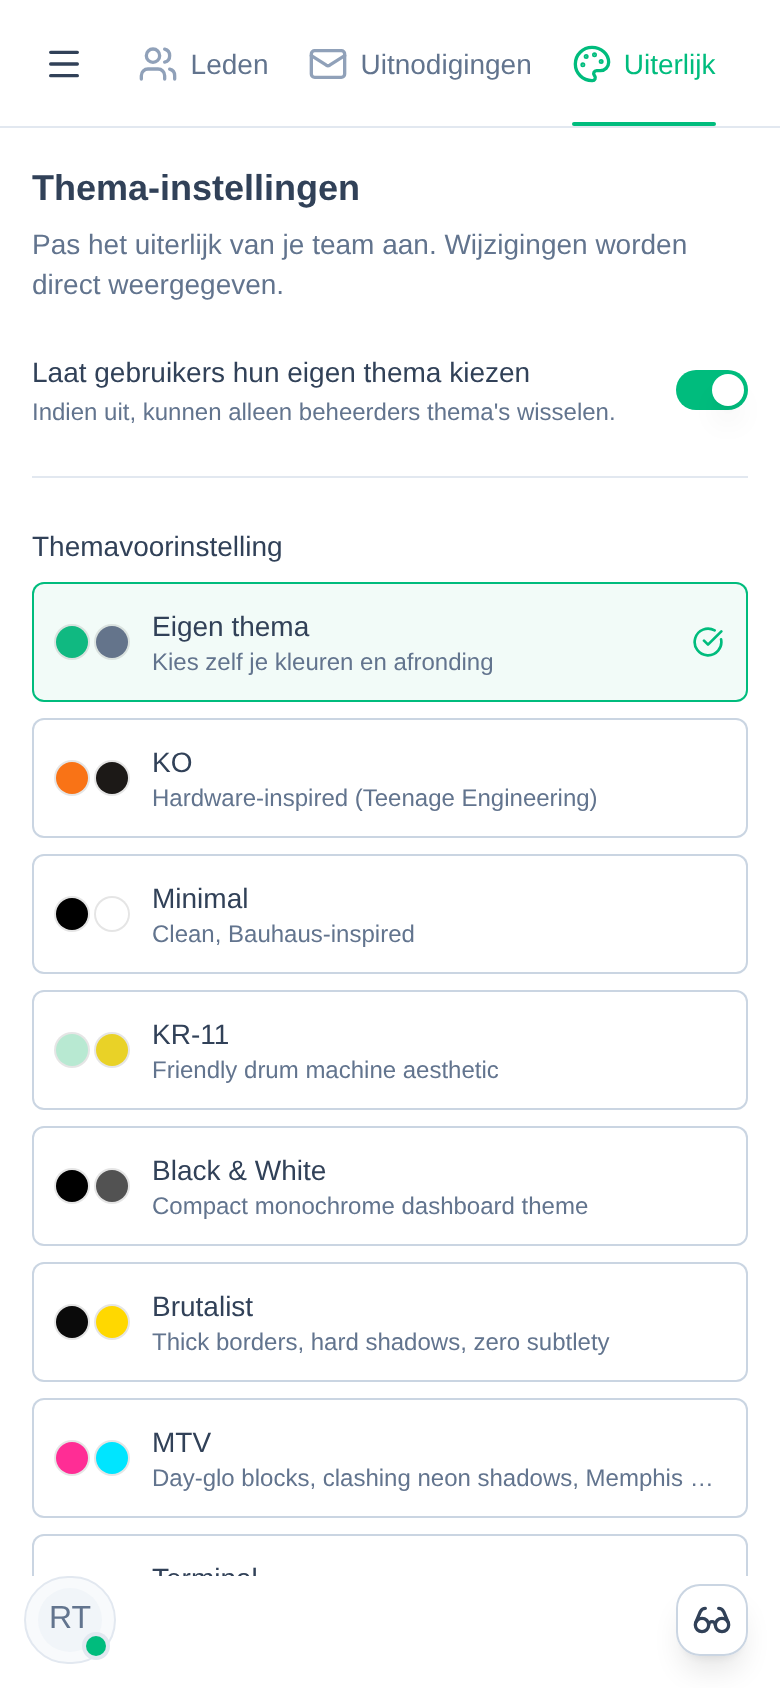 Leden
Uitnodigingen
Uiterlijk
Thema-instellingen
Pas het uiterlijk van je team aan. Wijzigingen worden
direct weergegeven.
Laat gebruikers hun eigen thema kiezen
Indien uit, kunnen alleen beheerders thema's wisselen.
Themavoorinstelling
Eigen thema
Kies zelf je kleuren en afronding
KO
Hardware-inspired (Teenage Engineering)
Minimal
Clean, Bauhaus-inspired
KR-11
Friendly drum machine aesthetic
Black & White
Compact monochrome dashboard theme
Brutalist
Thick borders, hard shadows, zero subtlety
MTV
Day-glo blocks, clashing neon shadows, Memphis …
Terminal
RT